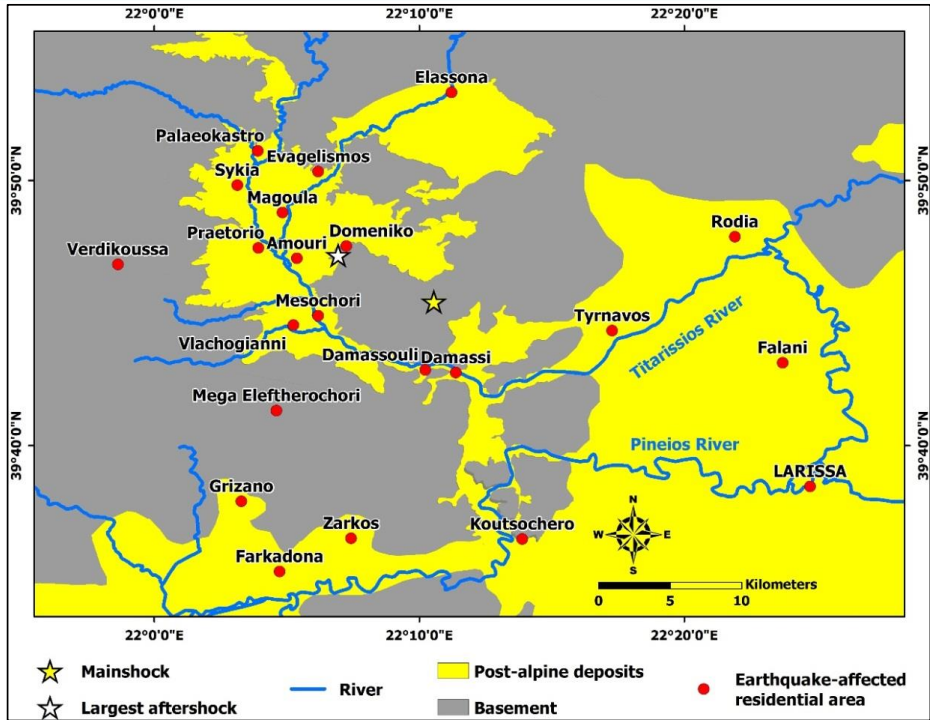 22°0'0"E 22°10'0"E 22°20'0"E
Elassona
Palaeokastro
Evagelismos
39°50'0"N 39°50'0"N
Sykia
Magoula
Rodia
Praetorio
Domeniko
Verdikoussa
Amouri
Mesochori
Tyrnavos
Titarissios River
Vlachogianni
Falani
Damassouli Damassi
Mega Eleftherochori
39°40'0"N 39°40'0"N
Pineios River
LARISSA
Grizano
N
Zarkos
Koutsochero
W E
Farkadona
S
Kilometers
0 5 10
22°0'0"E 22°10'0"E 22°20'0"E
Mainshock
River
Post-alpine deposits
Earthquake-affected
residential area
Largest aftershock
Basement